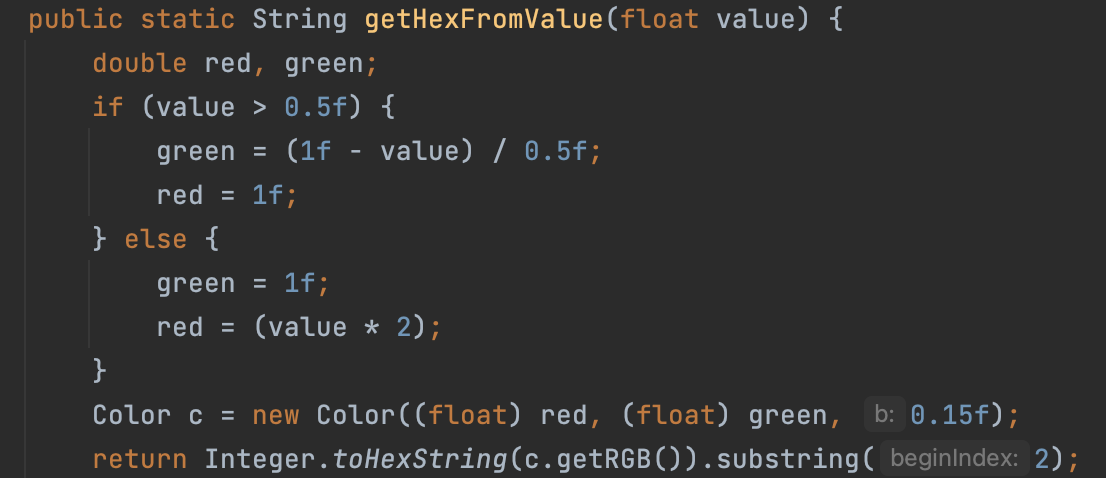 public static String getHexFromValue(float value) {
    double red, green;
    if (value > 0.5f) {
        green = (1f - value) / 0.5f;
        red = 1f;
    } else {
        green = 1f;
        red = (value * 2);
    }
    Color c = new Color((float) red, (float) green, b: 0.15f);
    return Integer.toHexString(c.getRGB()).substring( beginIndex: 2);